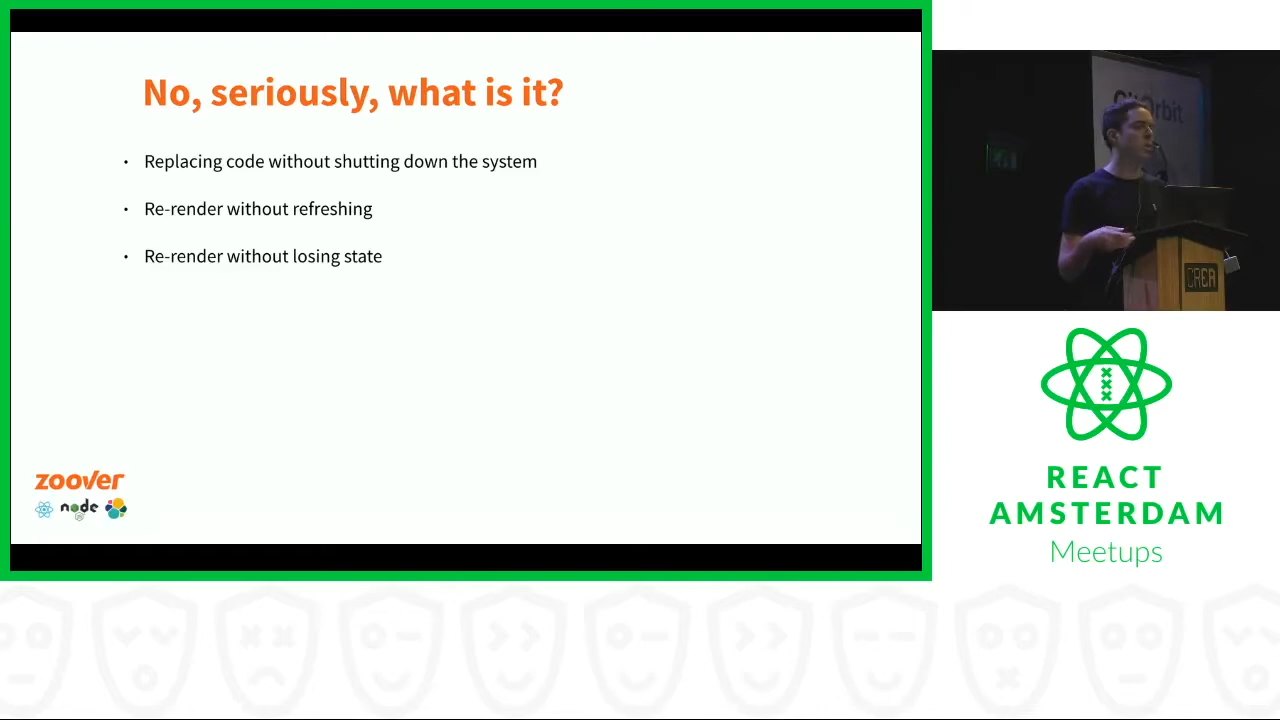 No, seriously, what is it?
• Replacing code without shutting down the system
• Re-render without refreshing
• Re-render without losing state
zoover
node
CREA
REACT
AMSTERDAM
Meetups